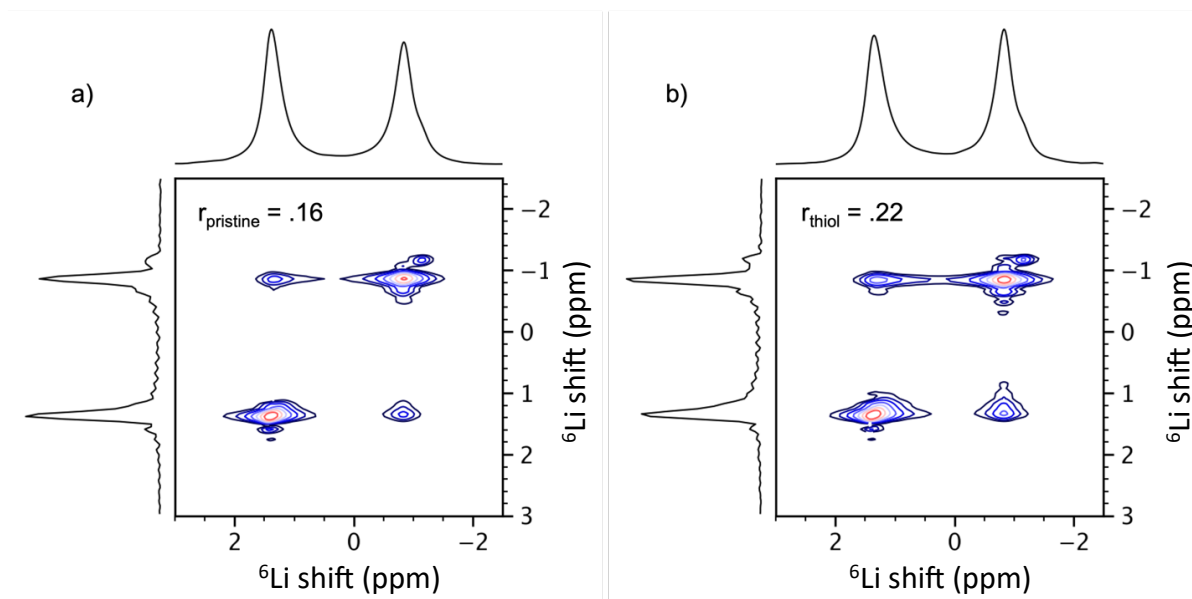 a)
r_pristine = .16
−2
−1
0
1
2
3
⁶Li shift (ppm)
2
0
−2
⁶Li shift (ppm)
b)
r_thiol = .22
−2
−1
0
1
2
3
⁶Li shift (ppm)
2
0
−2
⁶Li shift (ppm)